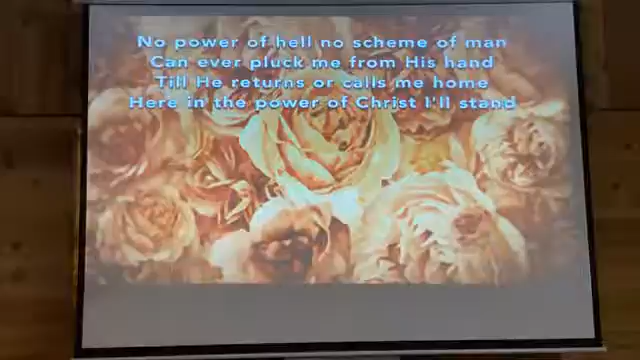 No power of hell no scheme of man
Can ever pluck me from His hand
Till He returns or calls me home
Here in the power of Christ I'll stand